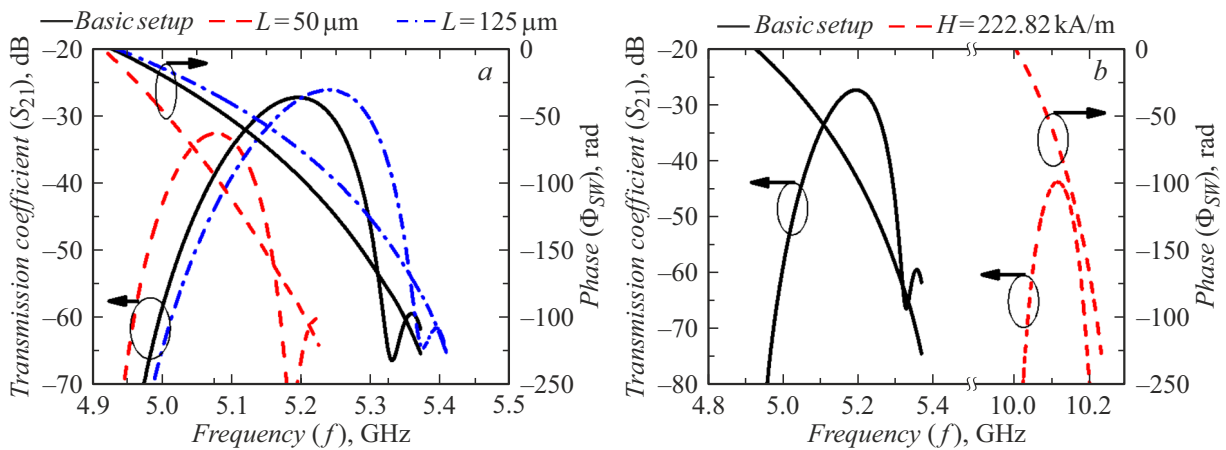 Basic setup L = 50 μm L = 125 μm
a
Transmission coefficient (S21), dB
–20
–30
–40
–50
–60
–70
0
–50
–100
–150
–100
–250
Phase (ΦSW), rad
4.9 5.0 5.1 5.2 5.3 5.4 5.5
Frequency (f), GHz
Basic setup H = 222.82 kA/m
b
Transmission coefficient (S21), dB
–20
–30
–40
–50
–60
–70
–80
0
–50
–100
–150
–100
–250
Phase (ΦSW), rad
4.8 5.0 5.2 5.4 10.0 10.2
Frequency (f), GHz